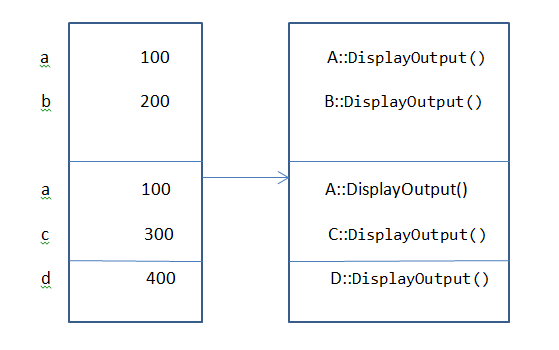 a 100 A::DisplayOutput()
b 200 B::DisplayOutput()
a 100 A::DisplayOutput()
c 300 C::DisplayOutput()
d 400 D::DisplayOutput()